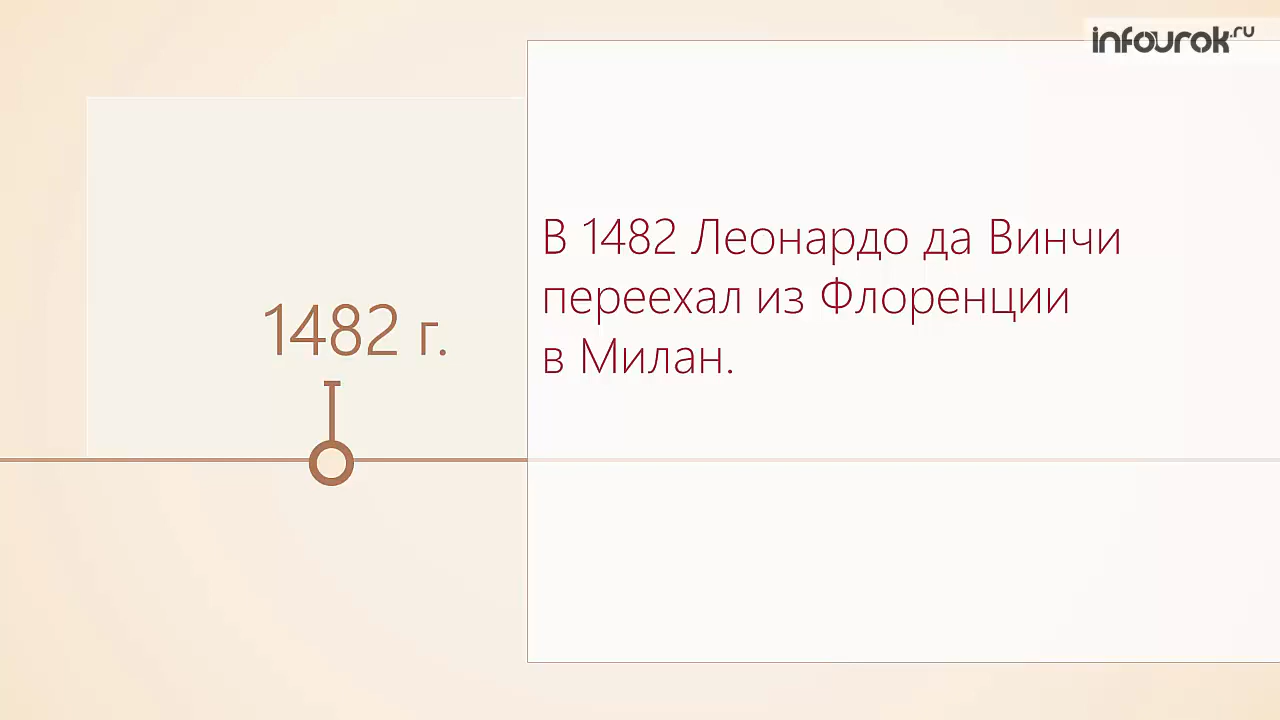 infourok.ru
1482 г.
В 1482 Леонардо да Винчи
переехал из Флоренции
в Милан.